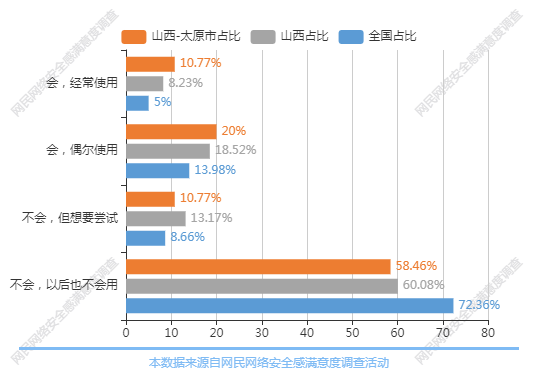 山西-太原市占比 山西占比 全国占比
网民网络安全感满意度调查 网民网络安全感满意度调查
会，经常使用 10.77% 8.23% 5%
会，偶尔使用 20% 18.52% 13.98%
不会，但想要尝试 10.77% 13.17% 8.66%
不会，以后也不会用 58.46% 60.08% 72.36%
网民网络安全感满意度调查 网民网络安全感满意度调查
0 10 20 30 40 50 60 70 80
本数据来源自网民网络安全感满意度调查活动